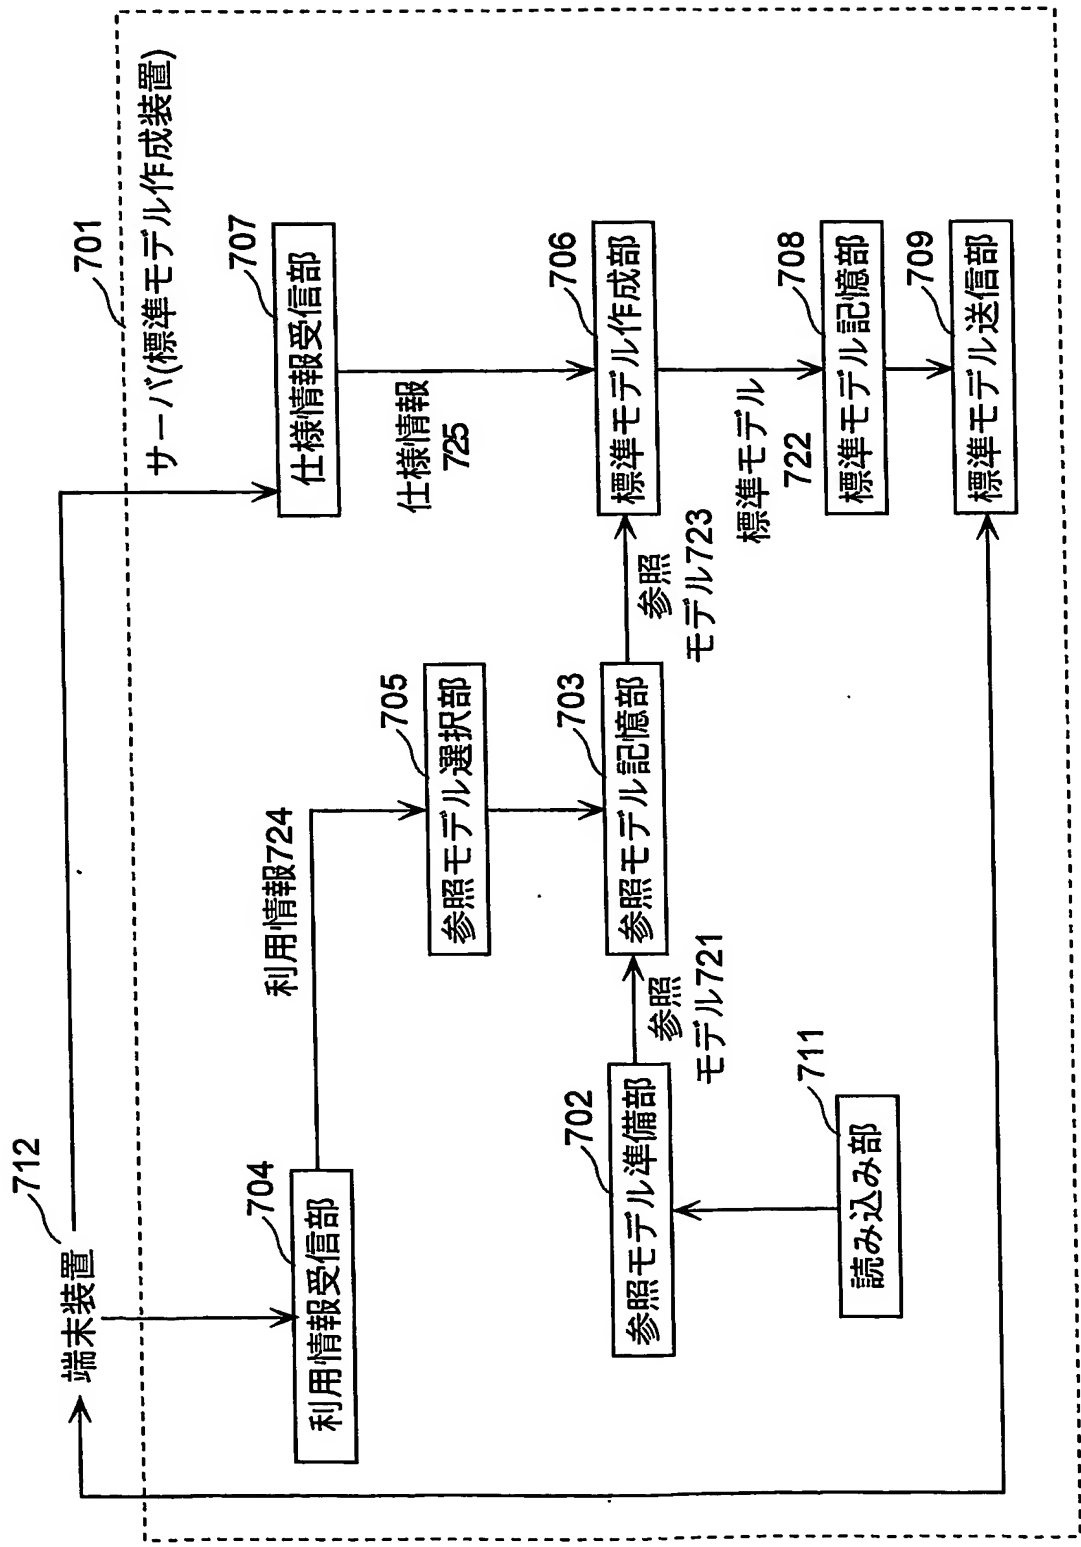 712
端末装置
701
サーバ(標準モデル作成装置)
704
利用情報受信部
利用情報724
707
仕様情報受信部
705
参照モデル選択部
仕様情報
725
702
参照モデル準備部
参照
モデル721
703
参照モデル記憶部
参照
モデル723
706
標準モデル作成部
標準モデル
722
711
読み込み部
708
標準モデル記憶部
709
標準モデル送信部